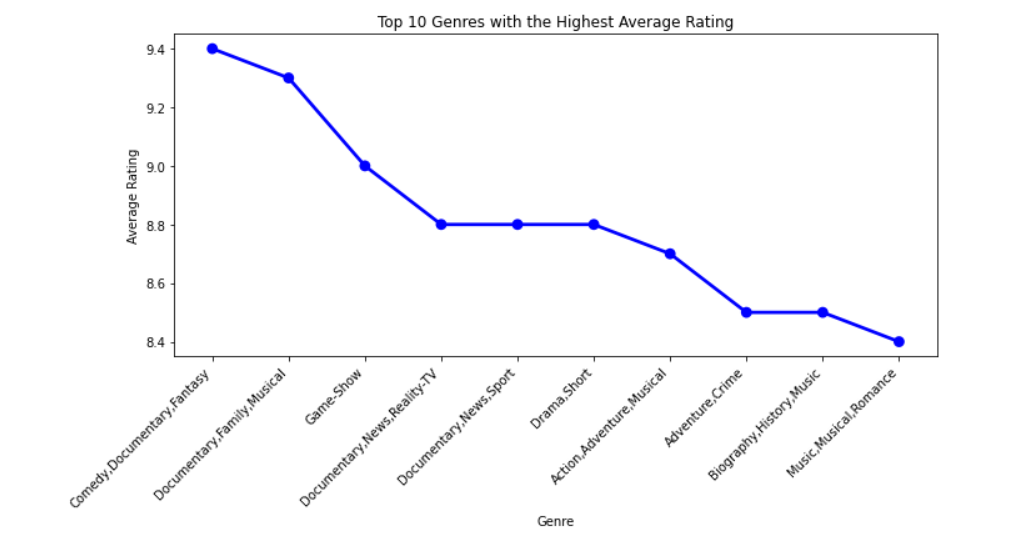 Top 10 Genres with the Highest Average Rating
9.4
9.2
9.0
8.8
8.6
8.4
Average Rating
Comedy,Documentary,Fantasy
Documentary,Family,Musical
Game-Show
Documentary,News,Reality-TV
Documentary,News,Sport
Drama,Short
Action,Adventure,Musical
Adventure,Crime
Biography,History,Music
Music,Musical,Romance
Genre